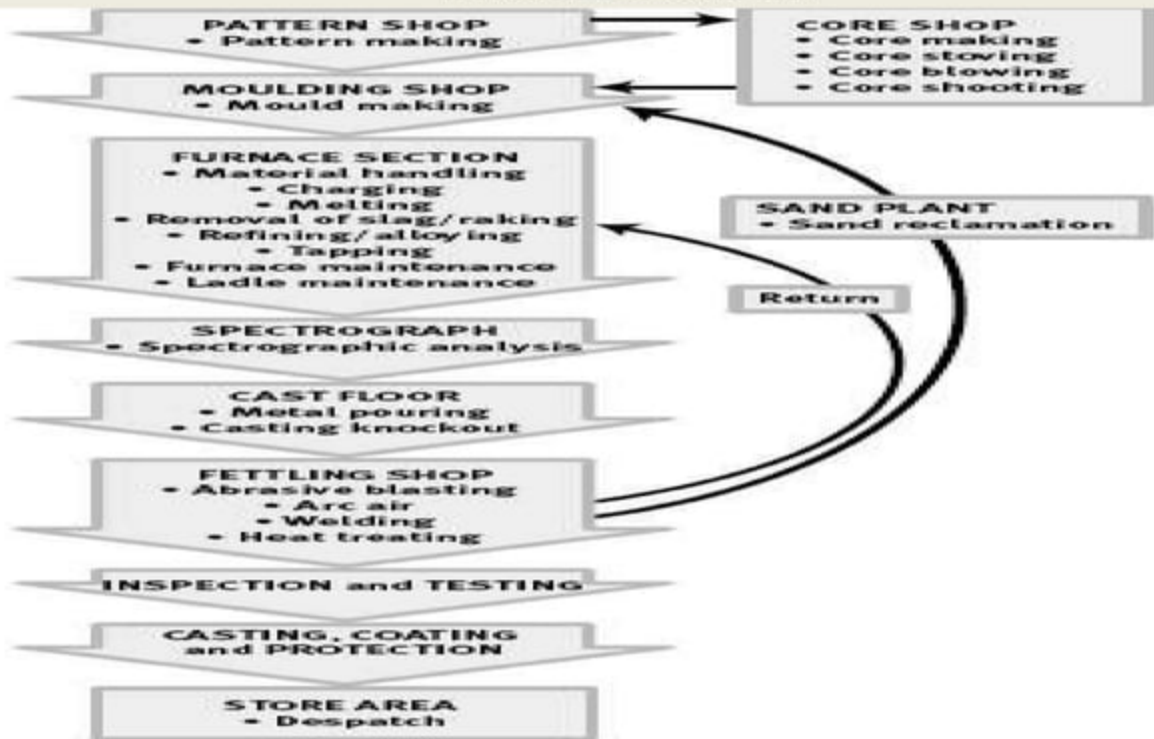 PATTERN SHOP
• Pattern making
CORE SHOP
• Core making
• Core stoving
• Core blowing
• Core shooting
MOULDING SHOP
• Mould making
FURNACE SECTION
• Material handling
• Charging
• Melting
• Removal of slag/raking
• Refining/alloying
• Tapping
• Furnace maintenance
• Ladle maintenance
SAND PLANT
• Sand reclamation
Return
SPECTROGRAPH
• Spectrographic analysis
CAST FLOOR
• Metal pouring
• Casting knockout
FETTLING SHOP
• Abrasive blasting
• Arc air
• Welding
• Heat treating
INSPECTION and TESTING
CASTING, COATING
and PROTECTION
STORE AREA
• Despatch